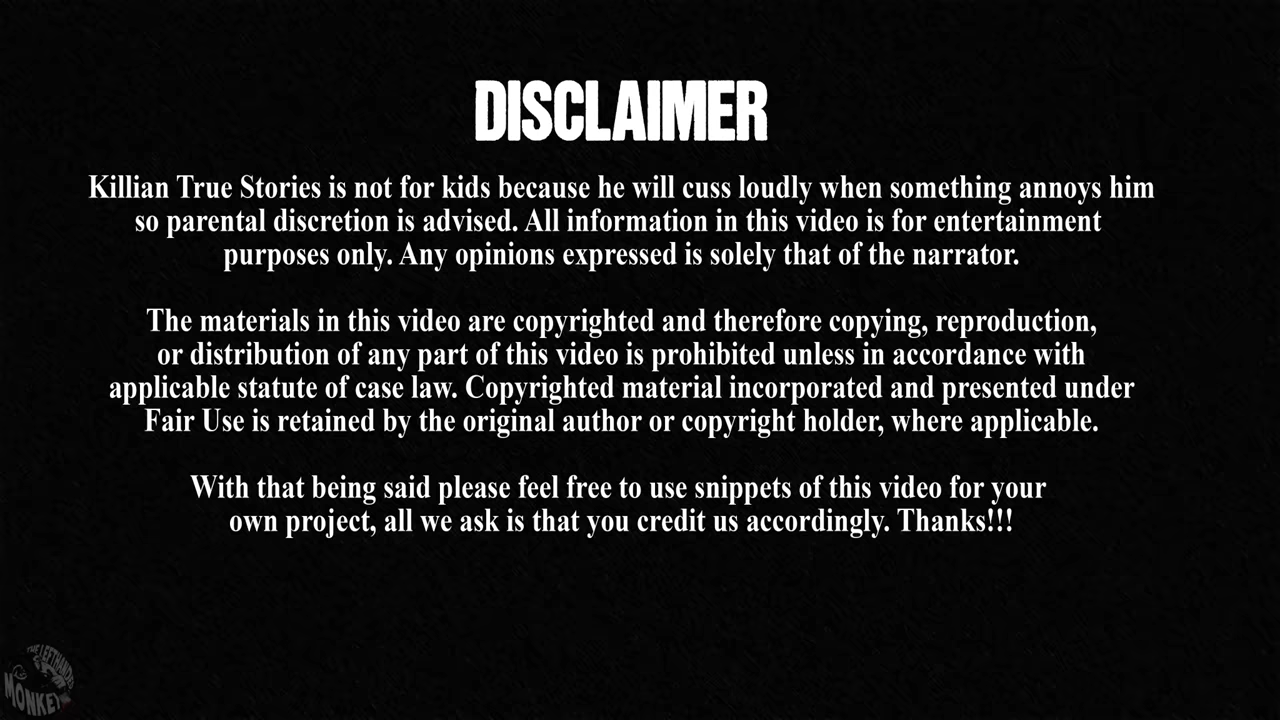 DISCLAIMER
Killian True Stories is not for kids because he will cuss loudly when something annoys him
so parental discretion is advised. All information in this video is for entertainment
purposes only. Any opinions expressed is solely that of the narrator.
The materials in this video are copyrighted and therefore copying, reproduction,
or distribution of any part of this video is prohibited unless in accordance with
applicable statute of case law. Copyrighted material incorporated and presented under
Fair Use is retained by the original author or copyright holder, where applicable.
With that being said please feel free to use snippets of this video for your
own project, all we ask is that you credit us accordingly. Thanks!!!
THE LEFTHANDED
MONKEY